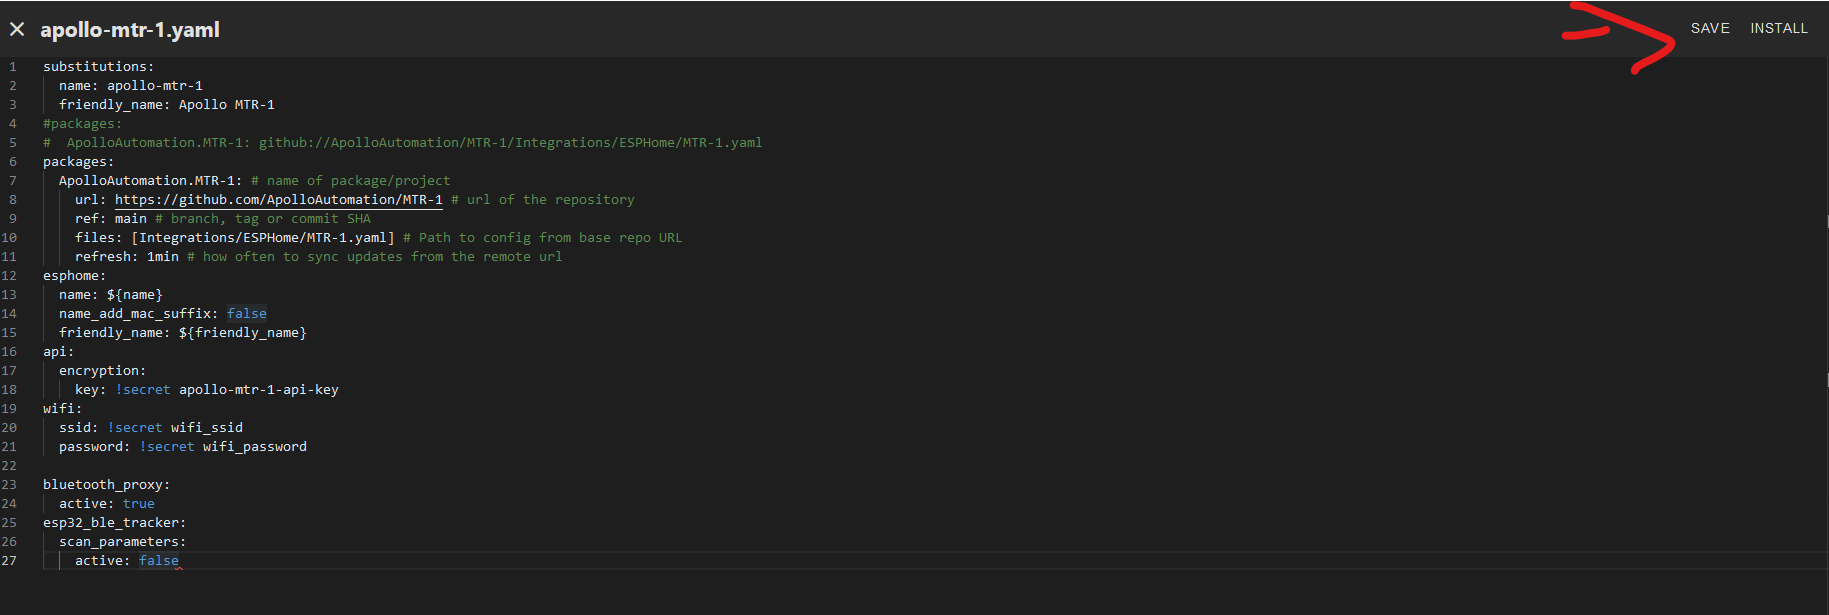 ✕ apollo-mtr-1.yaml SAVE INSTALL
1 substitutions:
2 name: apollo-mtr-1
3 friendly_name: Apollo MTR-1
4 #packages:
5 #  ApolloAutomation.MTR-1: github://ApolloAutomation/MTR-1/Integrations/ESPHome/MTR-1.yaml
6 packages:
7 ApolloAutomation.MTR-1: # name of package/project
8 url: https://github.com/ApolloAutomation/MTR-1 # url of the repository
9 ref: main # branch, tag or commit SHA
10 files: [Integrations/ESPHome/MTR-1.yaml] # Path to config from base repo URL
11 refresh: 1min # how often to sync updates from the remote url
12 esphome:
13 name: ${name}
14 name_add_mac_suffix: false
15 friendly_name: ${friendly_name}
16 api:
17 encryption:
18 key: !secret apollo-mtr-1-api-key
19 wifi:
20 ssid: !secret wifi_ssid
21 password: !secret wifi_password
22
23 bluetooth_proxy:
24 active: true
25 esp32_ble_tracker:
26 scan_parameters:
27 active: false